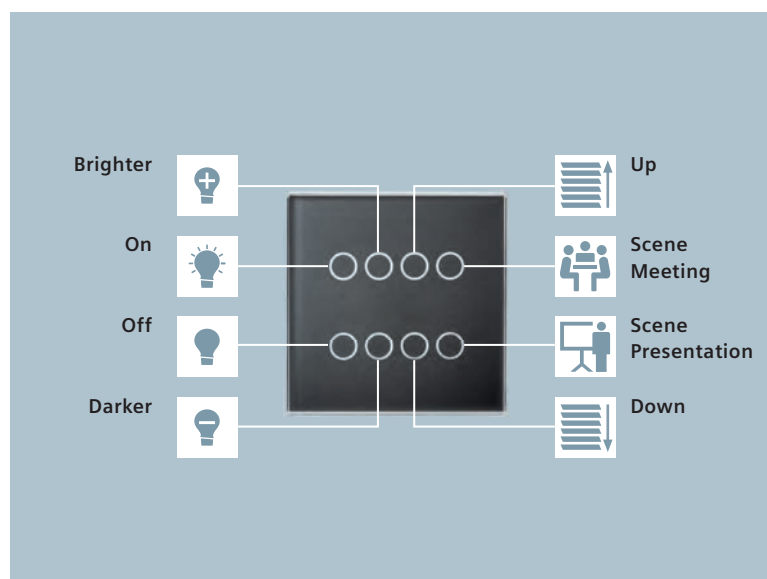 Brighter
On
Off
Darker
Up
Scene
Meeting
Scene
Presentation
Down